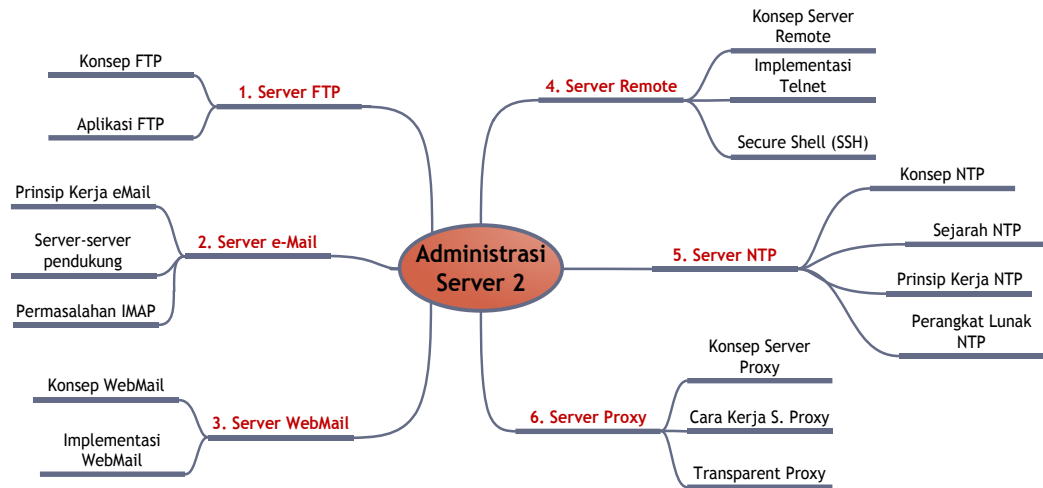 Administrasi
Server 2
1. Server FTP
Konsep FTP
Aplikasi FTP
2. Server e-Mail
Prinsip Kerja eMail
Server-server
pendukung
Permasalahan IMAP
3. Server WebMail
Konsep WebMail
Implementasi
WebMail
4. Server Remote
Konsep Server
Remote
Implementasi
Telnet
Secure Shell (SSH)
5. Server NTP
Konsep NTP
Sejarah NTP
Prinsip Kerja NTP
Perangkat Lunak
NTP
6. Server Proxy
Konsep Server
Proxy
Cara Kerja S. Proxy
Transparent Proxy